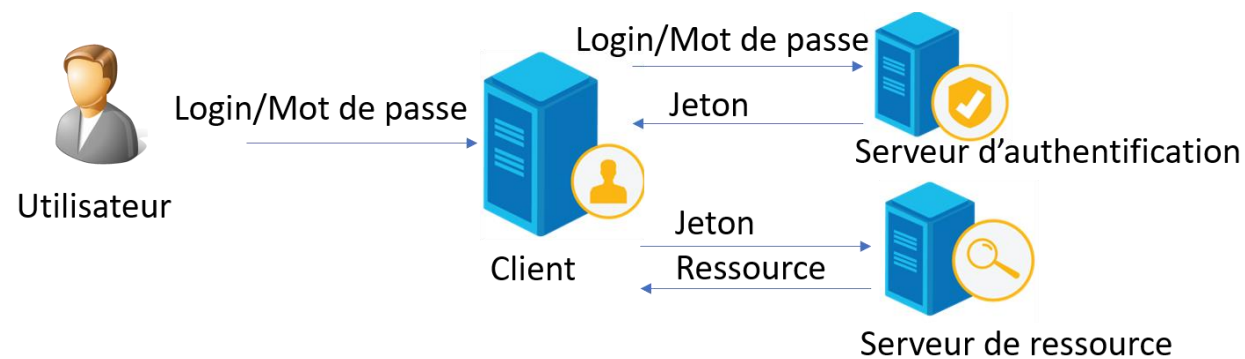 Login/Mot de passe
Login/Mot de passe
Jeton
Serveur d'authentification
Utilisateur
Jeton
Client
Ressource
Serveur de ressource